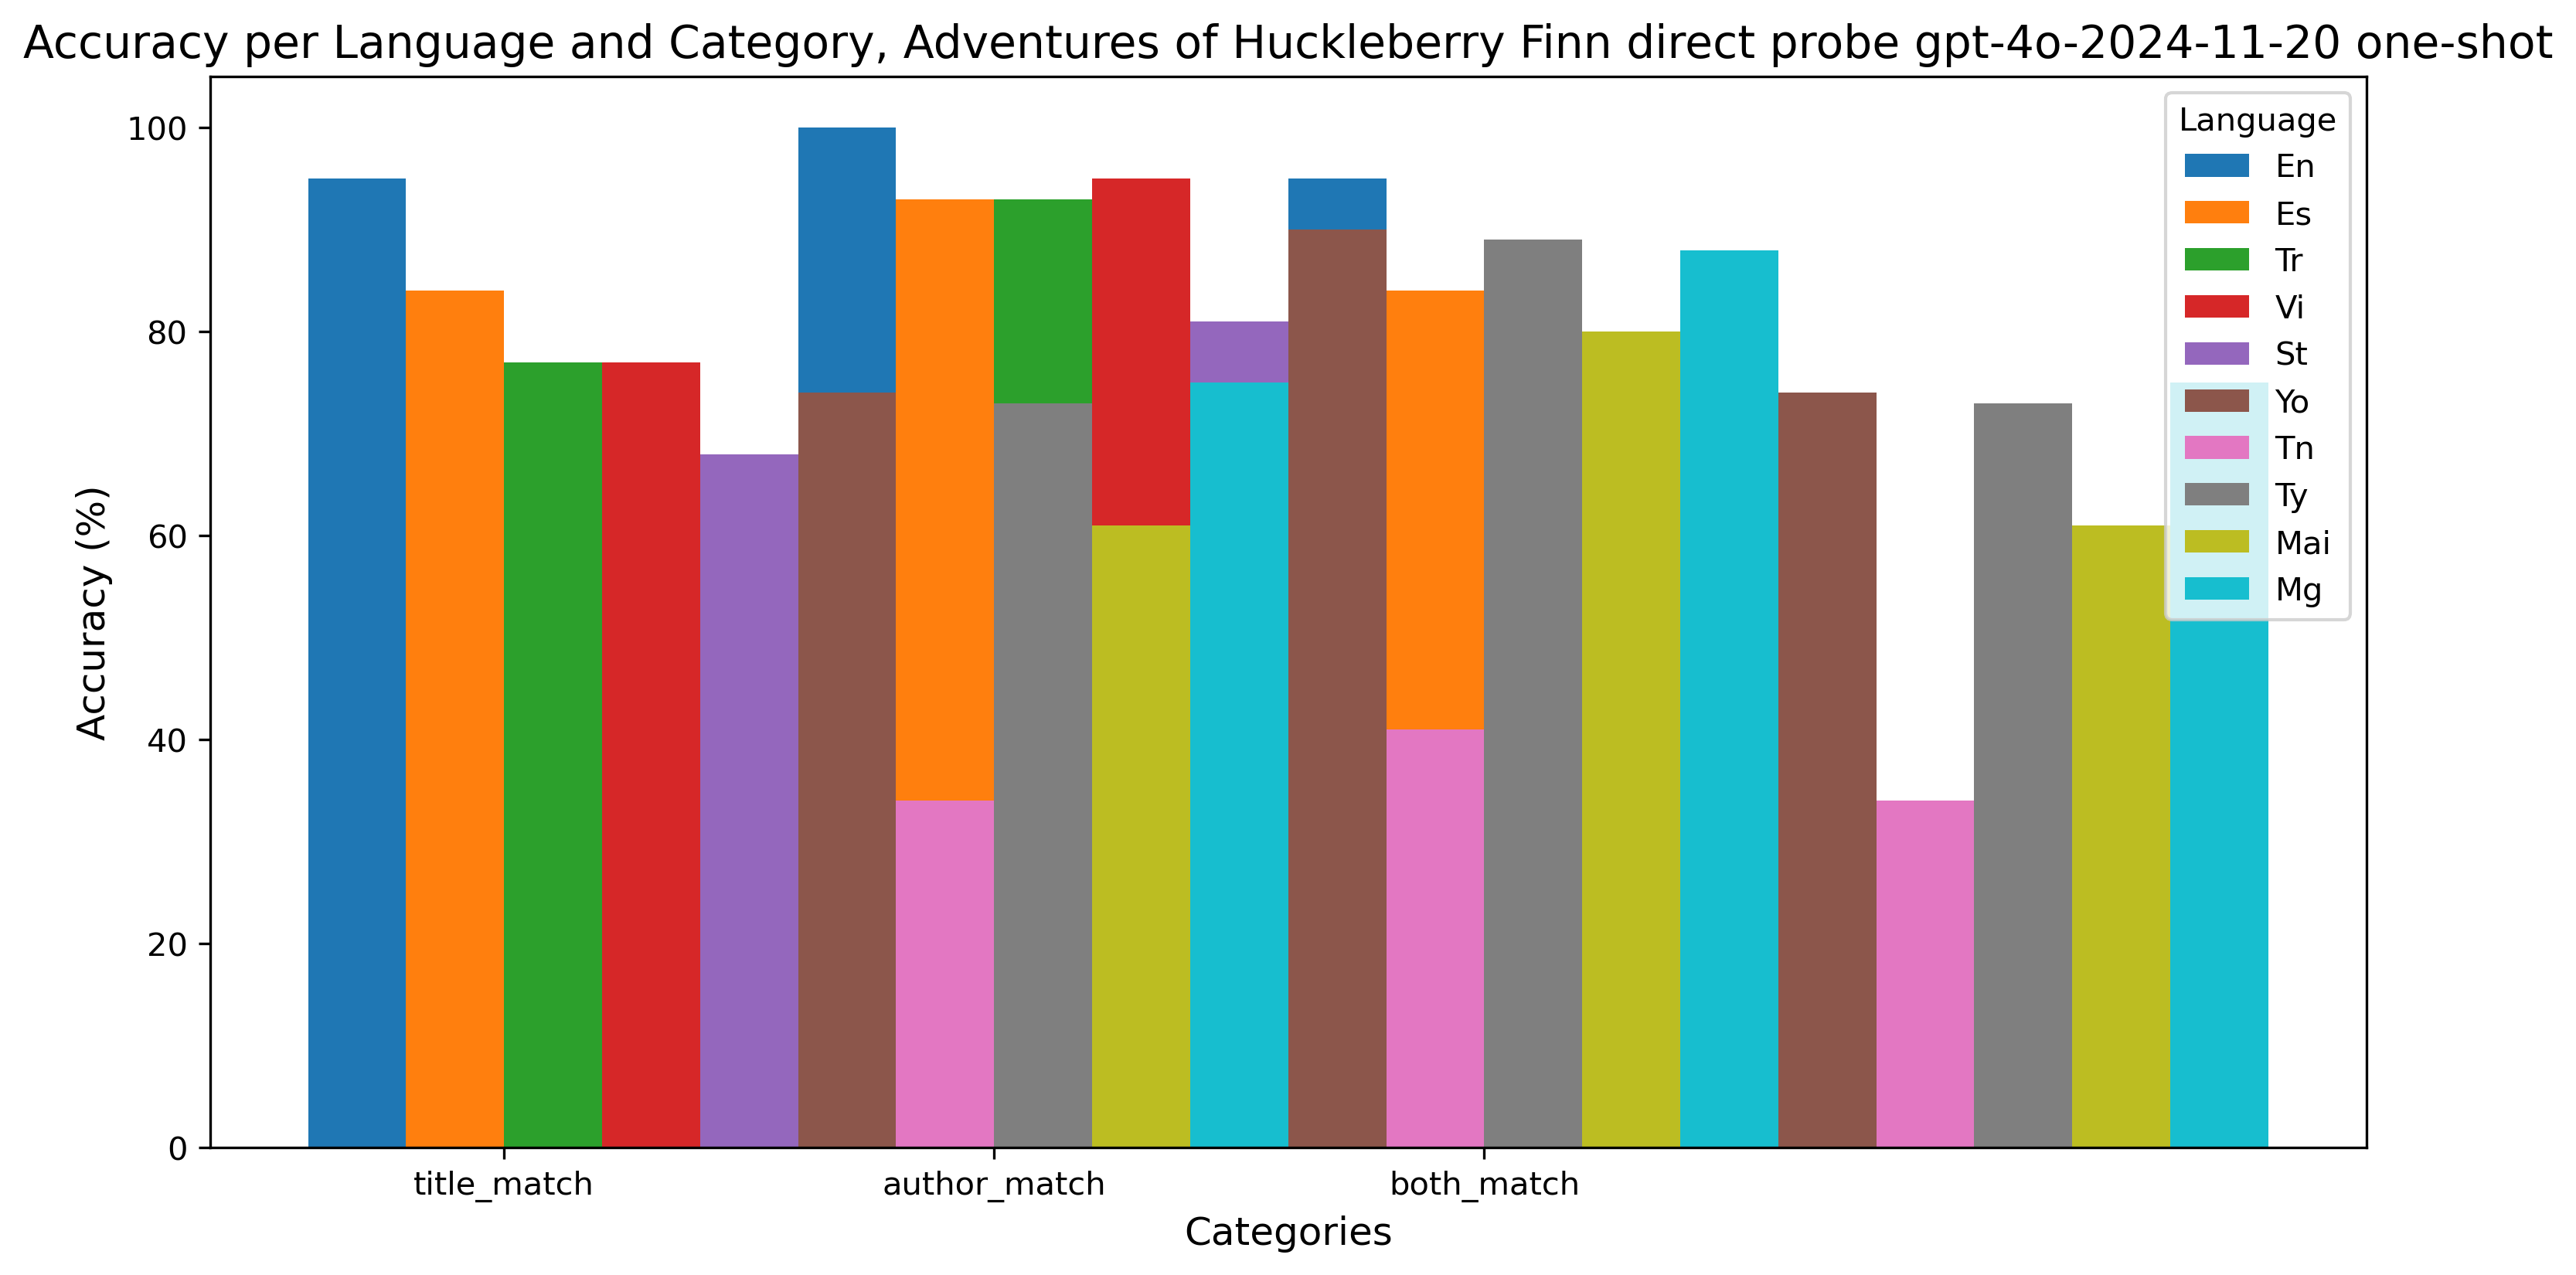 Accuracy per Language and Category, Adventures of Huckleberry Finn direct probe gpt-4o-2024-11-20 one-shot
Accuracy (%)
100
80
60
40
20
0
Language
En
Es
Tr
Vi
St
Yo
Tn
Ty
Mai
Mg
title_match
author_match
both_match
Categories